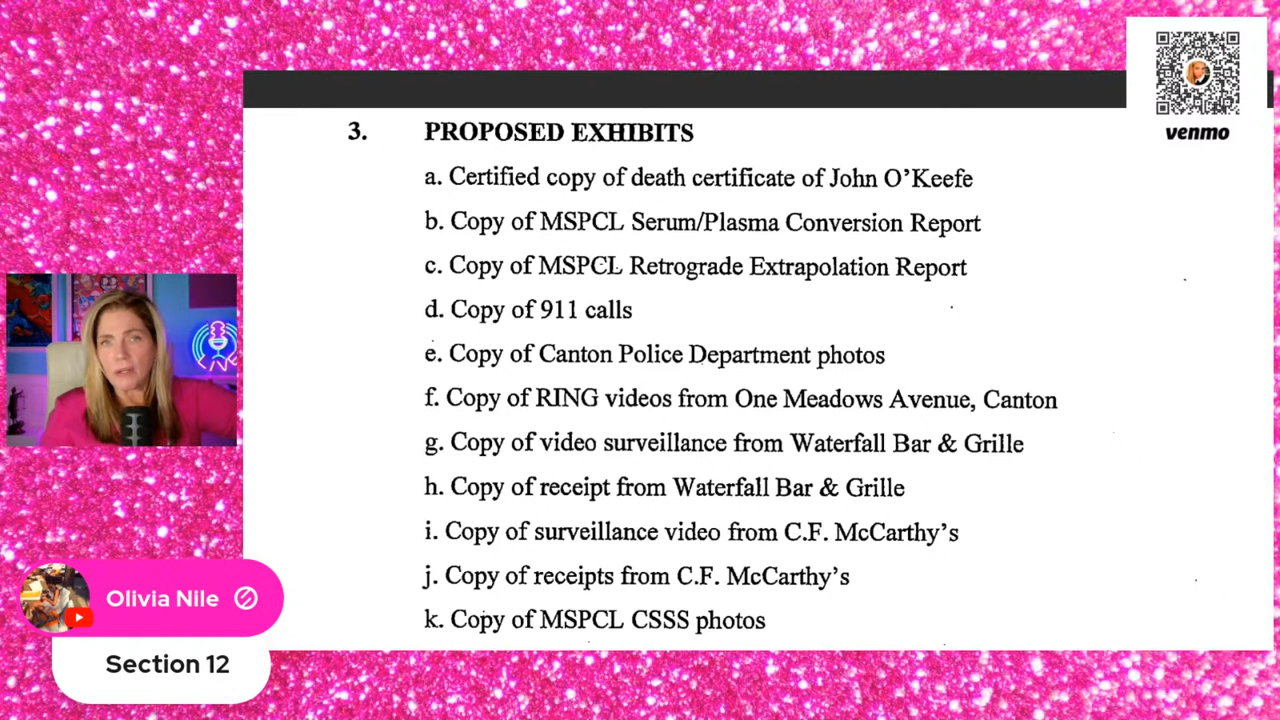 venmo
3. PROPOSED EXHIBITS
a. Certified copy of death certificate of John O’Keefe
b. Copy of MSPCL Serum/Plasma Conversion Report
c. Copy of MSPCL Retrograde Extrapolation Report
d. Copy of 911 calls
e. Copy of Canton Police Department photos
f. Copy of RING videos from One Meadows Avenue, Canton
g. Copy of video surveillance from Waterfall Bar & Grille
h. Copy of receipt from Waterfall Bar & Grille
i. Copy of surveillance video from C.F. McCarthy’s
j. Copy of receipts from C.F. McCarthy’s
k. Copy of MSPCL CSSS photos
Olivia Nile
Section 12